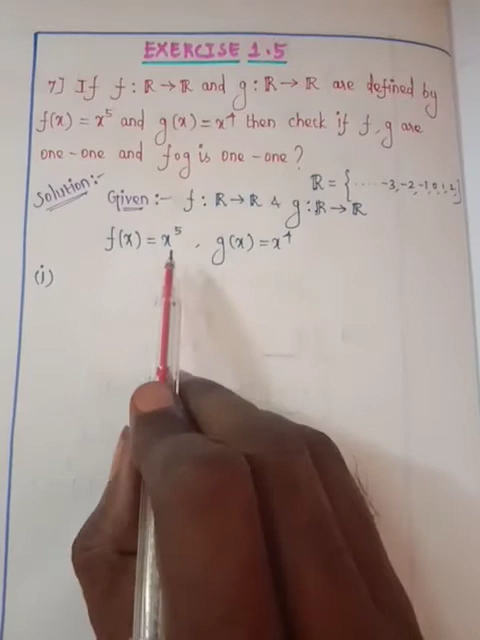 EXERCISE 1.5
7] If f : R → R and g : R → R are defined by
f(x) = x⁵ and g(x) = x⁴ then check if f, g are
one-one and fog is one-one?
Solution:-
R = {.....-3,-2,-1,0,1,2,
Given :- f : R → R & g : R → R
f(x) = x⁵ , g(x) = x⁴
(i)